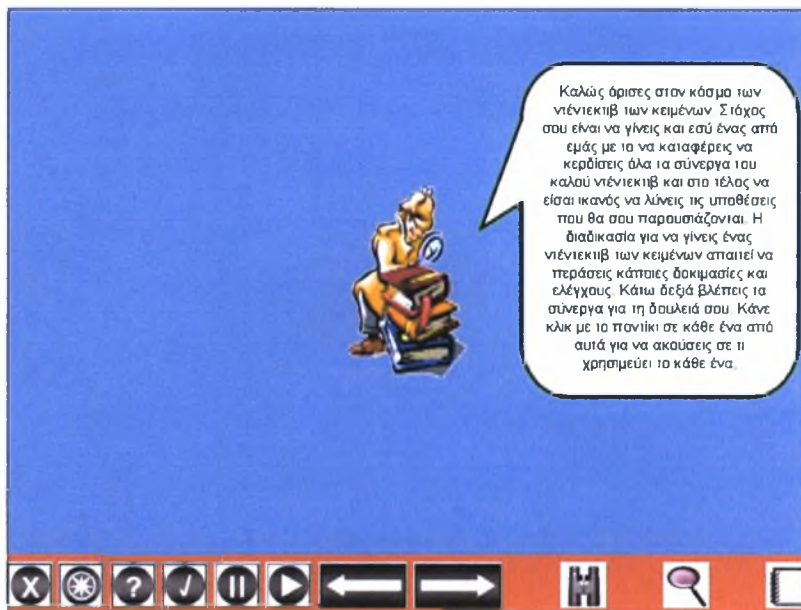 Καλώς όρισες στον κόσμο των
ντέντεκτιβ των κειμένων. Στόχος
σου είναι να γίνεις και εσύ ένας από
εμάς με το να καταφέρεις να
κερδίσεις όλα τα σύνεργα του
καλού ντέντεκτιβ και στο τέλος να
είσαι ικανός να λύνεις τις υποθέσεις
που θα σου παρουσιάζονται. Η
διαδικασία για να γίνεις ένας
ντέντεκτιβ των κειμένων απαιτεί να
περάσεις κάποιες δοκιμασίες και
ελέγχους. Κάτω δεξιά βλέπεις τα
σύνεργα για τη δουλειά σου. Κάνε
κλικ με το ποντίκι σε κάθε ένα από
αυτά για να ακούσεις σε τι
χρησιμεύει το κάθε ένα.